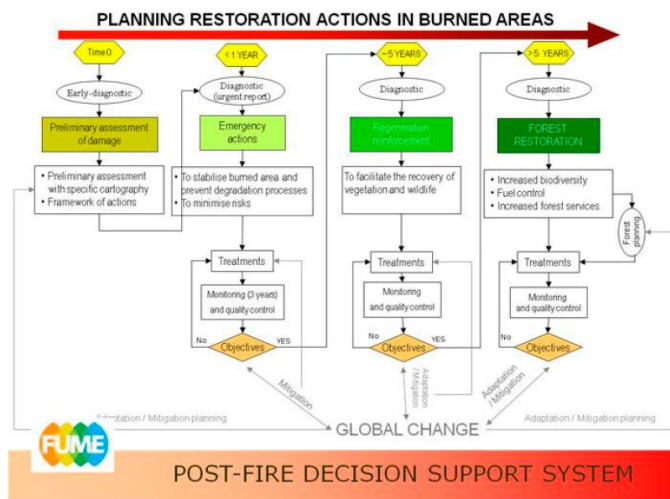 PLANNING RESTORATION ACTIONS IN BURNED AREAS
Time 0
Early-diagnostic
Preliminary assessment
of damage
• Preliminary assessment
with specific cartography
• Framework of actions
< 1 YEAR
Diagnostic
(urgent report)
Emergency
actions
• To stabilise burned area and
prevent degradation processes
• To minimise risks
Treatments
Monitoring (3 years)
and quality control
No
Objectives
YES
~5 YEARS
Diagnostic
Regeneration
reinforcement
To facilitate the recovery of
vegetation and wildlife
Treatments
Monitoring
and quality control
No
Objectives
YES
> 5 YEARS
Diagnostic
FOREST
RESTORATION
• Increased biodiversity
• Fuel control
• Increased forest services
Forest
planning
Treatments
Monitoring
and quality control
No
Objectives
Mitigation
Adaptation
/ Mitigation
Adaptation
/ Mitigation
Adaptation / Mitigation planning
GLOBAL CHANGE
Adaptation / Mitigation planning
FUME
POST-FIRE DECISION SUPPORT SYSTEM